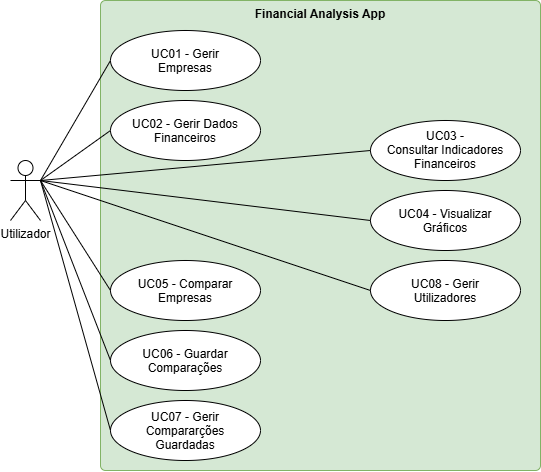 Financial Analysis App
UC01 - Gerir
Empresas
UC02 - Gerir Dados
Financeiros
UC03 -
Consultar Indicadores
Financeiros
UC04 - Visualizar
Gráficos
Utilizador
UC05 - Comparar
Empresas
UC08 - Gerir
Utilizadores
UC06 - Guardar
Comparações
UC07 - Gerir
Compararções
Guardadas